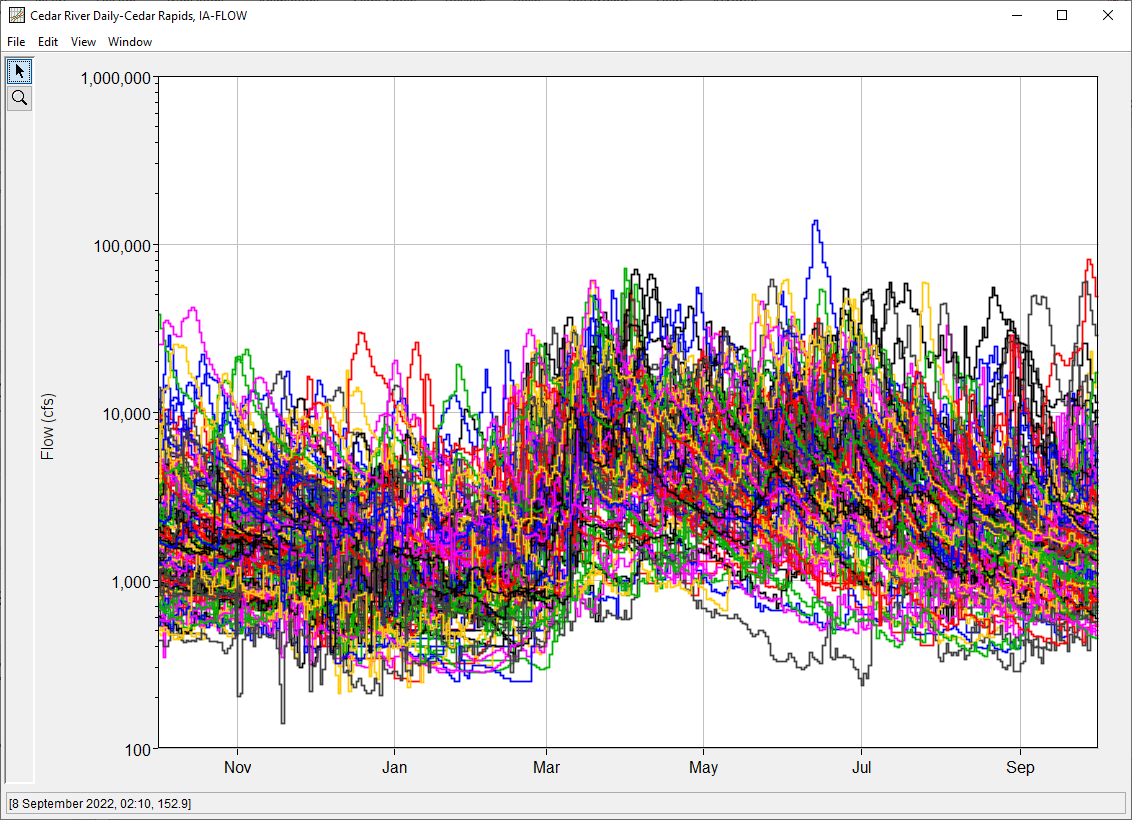 Cedar River Daily-Cedar Rapids, IA-FLOW
File Edit View Window
1,000,000
100,000
10,000
1,000
100
Flow (cfs)
Nov Jan Mar May Jul Sep
[8 September 2022, 02:10, 152.9]